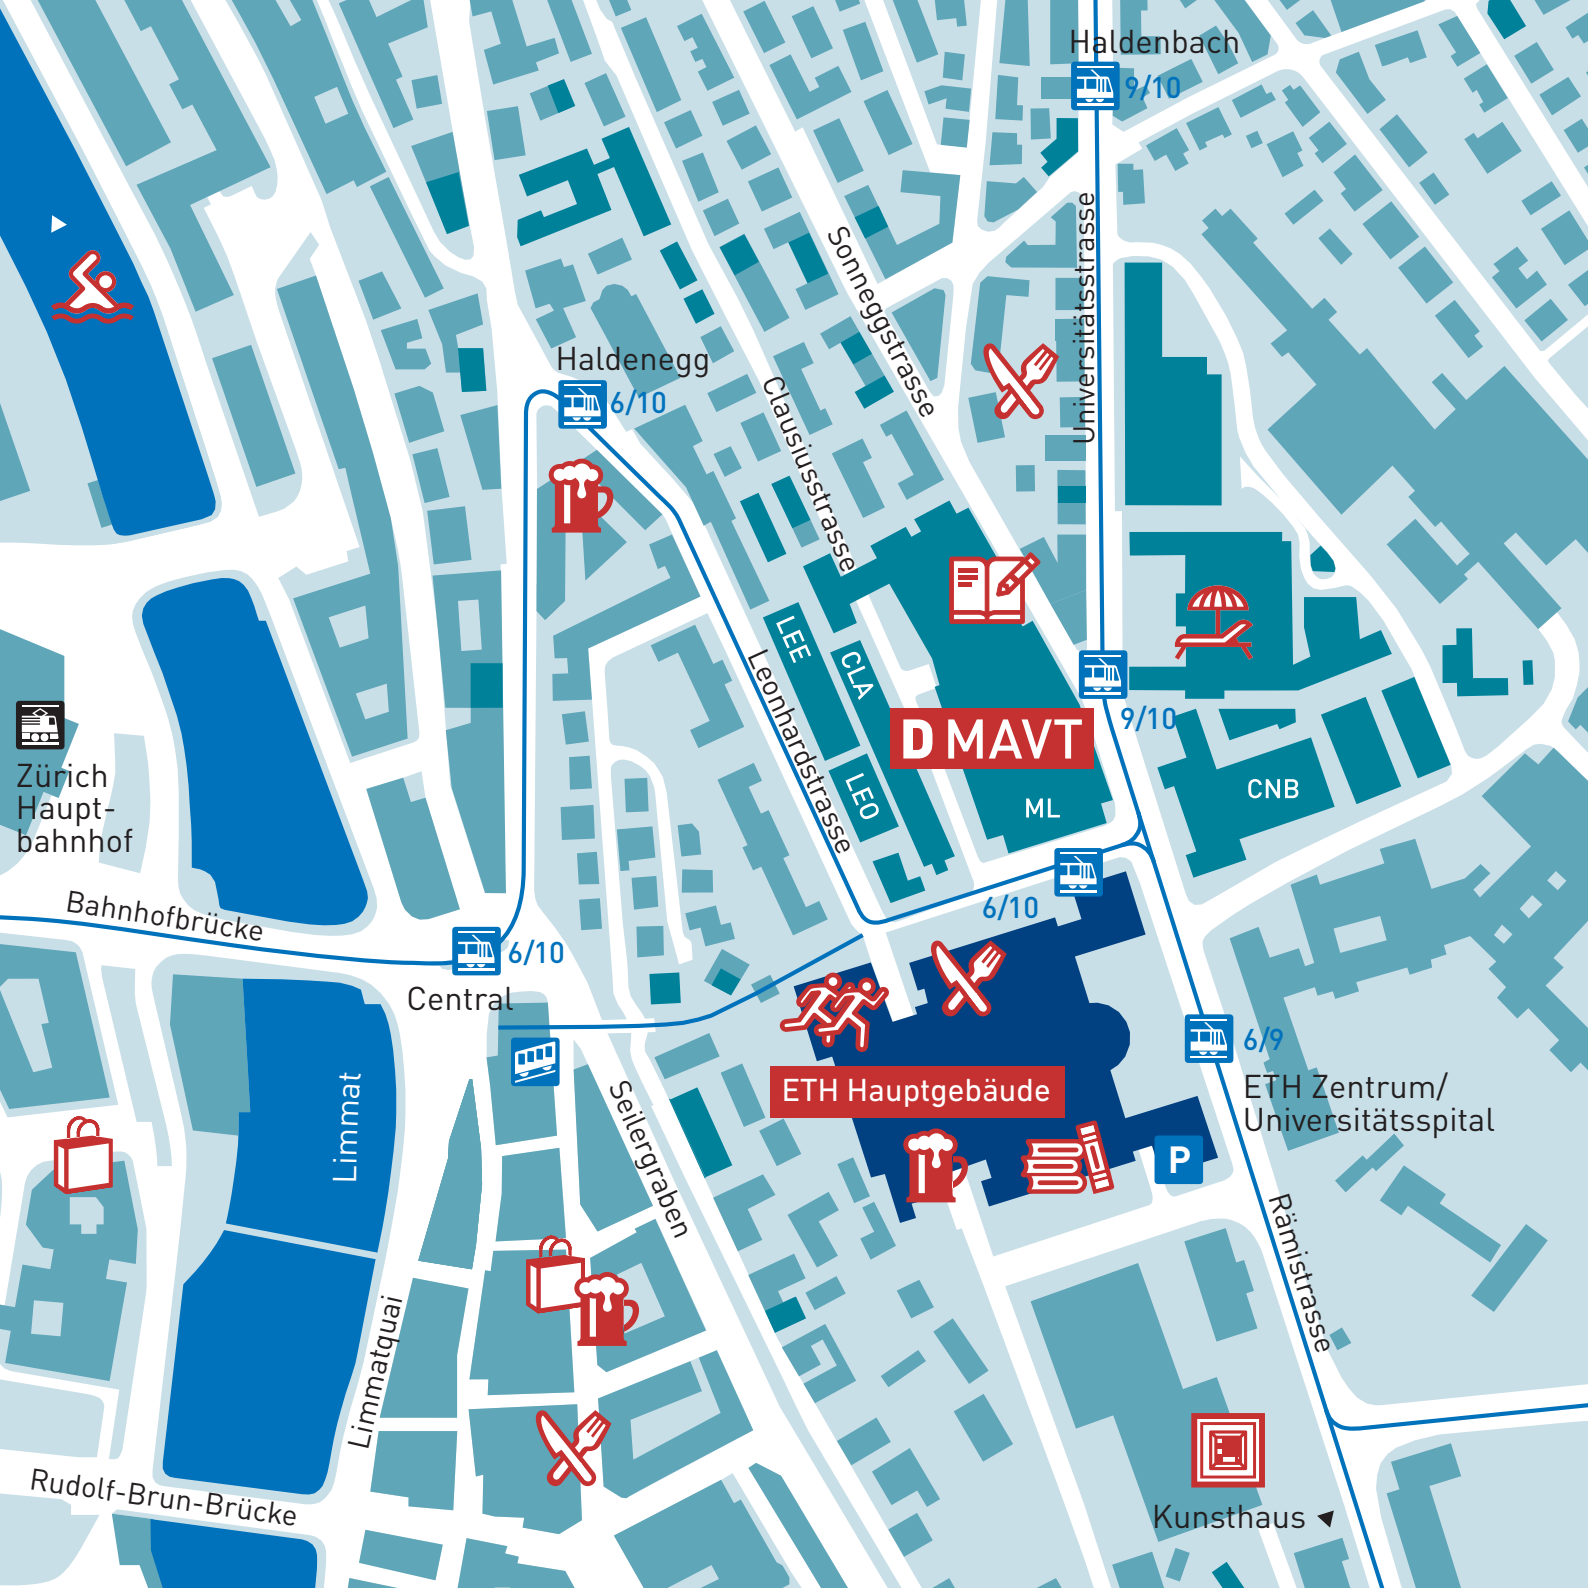 Haldenbach
9/10
Universitätsstrasse
Sonneggstrasse
Haldenegg
6/10
Clausiusstrasse
LEE
CLA
Leonhardstrasse
LEO
D MAVT
9/10
CNB
ML
Zürich
Haupt-
bahnhof
Bahnhofbrücke
6/10
6/10
Central
6/9
ETH Zentrum/
Universitätsspital
ETH Hauptgebäude
Limmat
Seilergraben
P
Rämistrasse
Limmatquai
Rudolf-Brun-Brücke
Kunsthaus